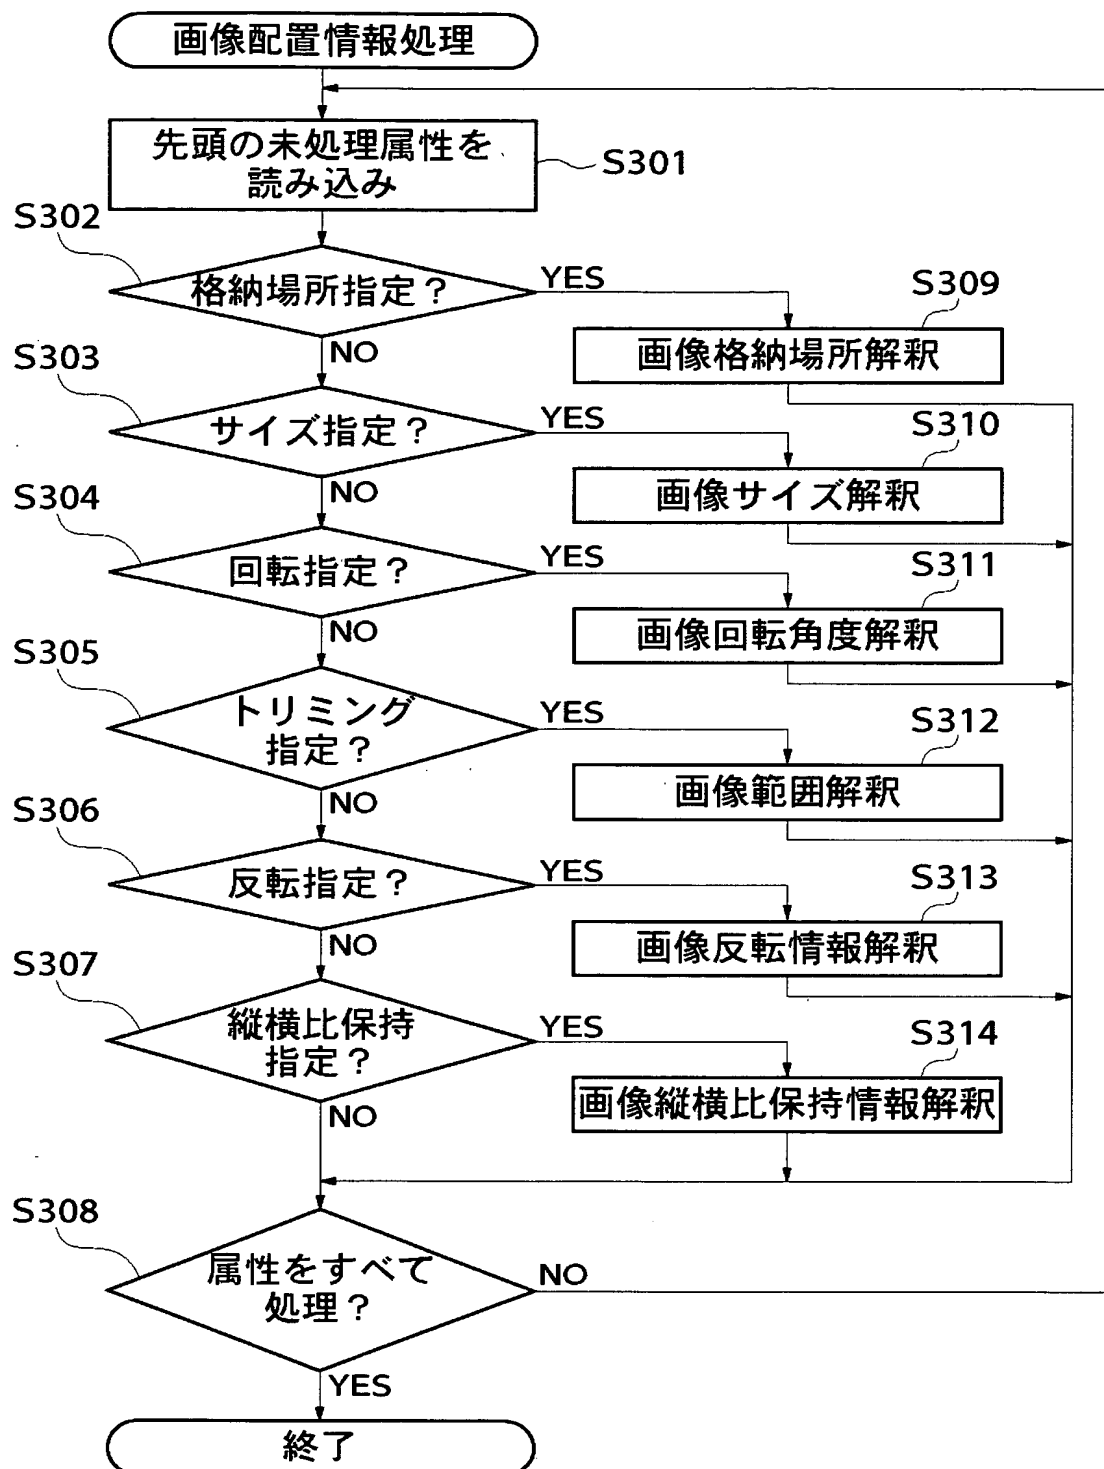 画像配置情報処理
先頭の未処理属性を
読み込み
S301
S302
格納場所指定？
YES
NO
S309
画像格納場所解釈
S303
サイズ指定？
YES
NO
S310
画像サイズ解釈
S304
回転指定？
YES
NO
S311
画像回転角度解釈
S305
トリミング
指定？
YES
NO
S312
画像範囲解釈
S306
反転指定？
YES
NO
S313
画像反転情報解釈
S307
縦横比保持
指定？
YES
NO
S314
画像縦横比保持情報解釈
S308
属性をすべて
処理？
NO
YES
終了